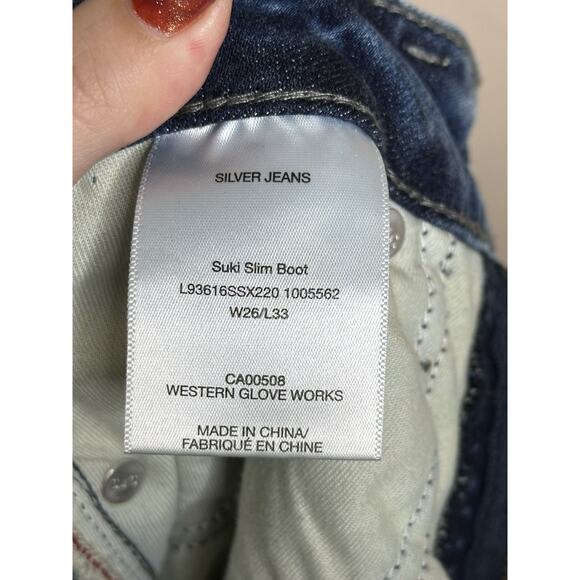 SILVER JEANS
Suki Slim Boot
L93616SSX220 1005562
W26/L33
CA00508
WESTERN GLOVE WORKS
MADE IN CHINA/
FABRIQUÉ EN CHINE